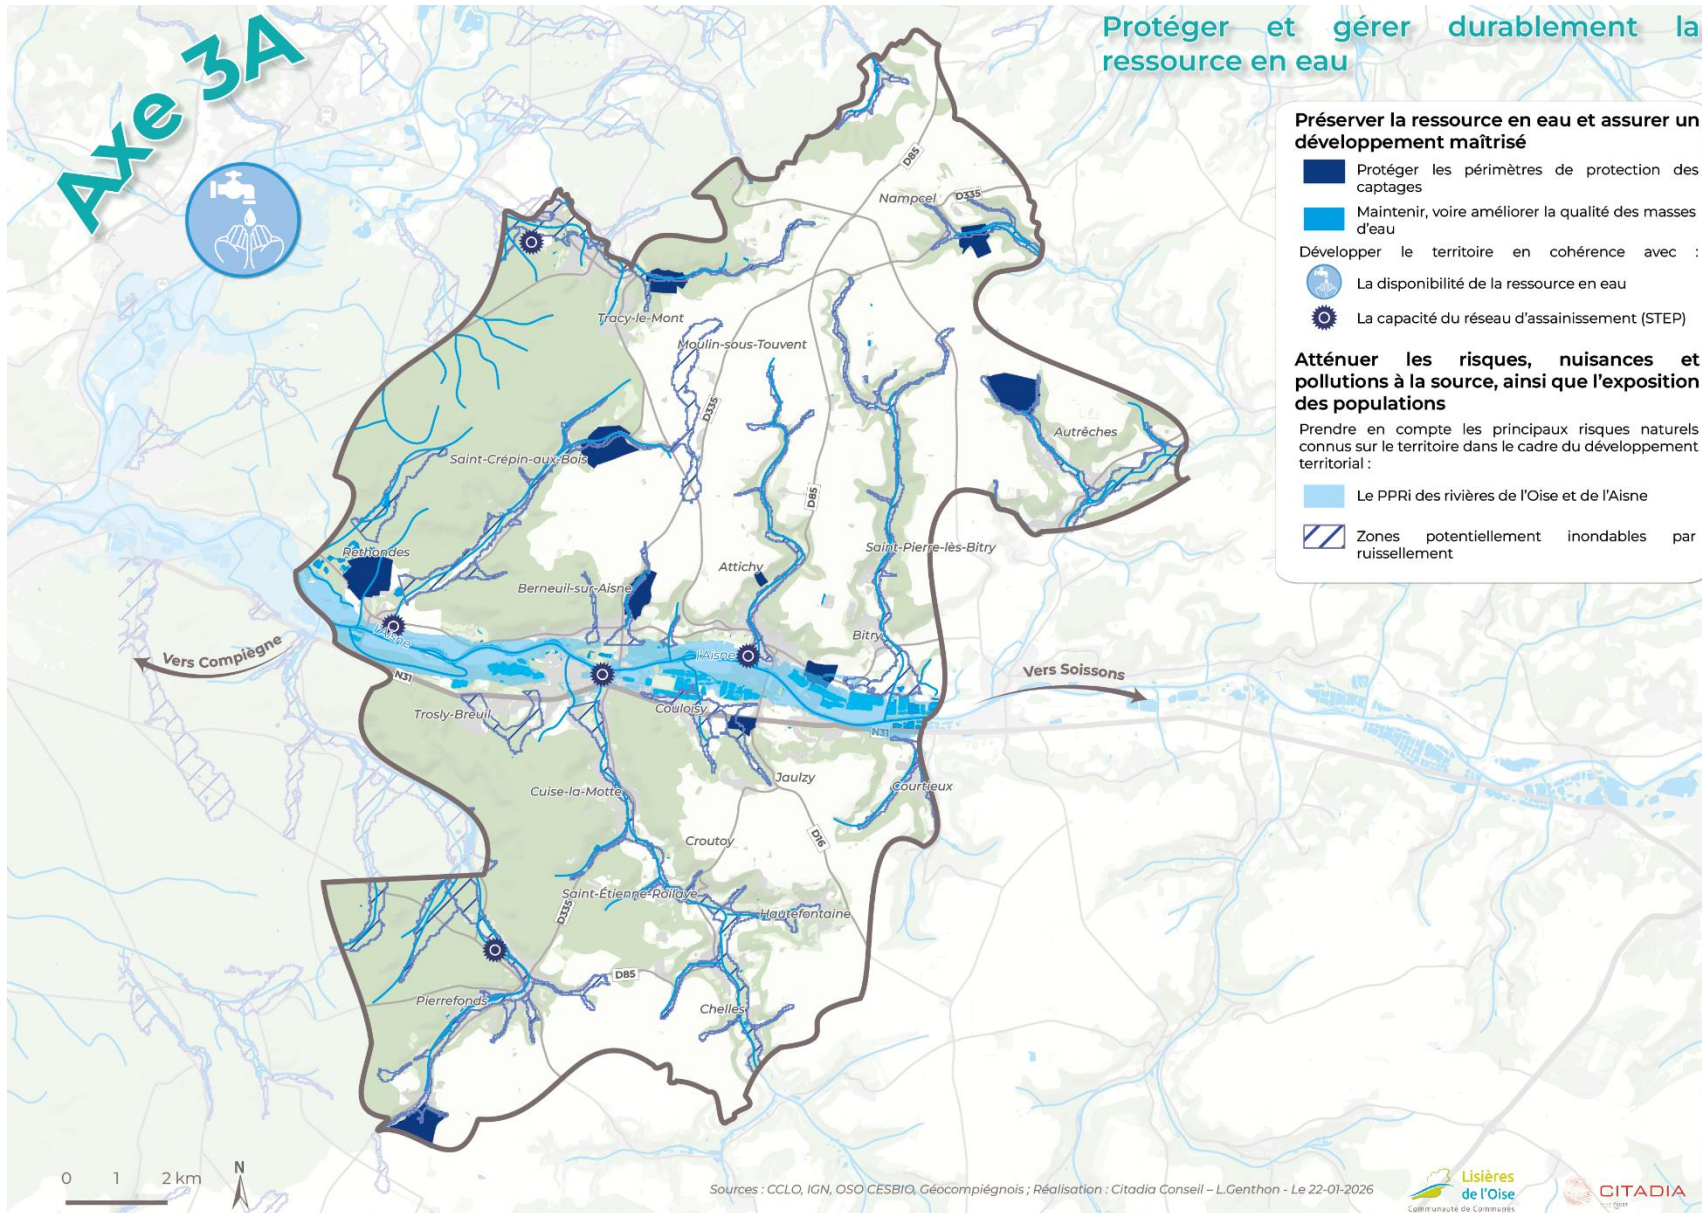 Axe 3A
Protéger et gérer durablement la
ressource en eau
Préserver la ressource en eau et assurer un
développement maîtrisé
Protéger les périmètres de protection des
captages
Maintenir, voire améliorer la qualité des masses
d'eau
Développer le territoire en cohérence avec :
La disponibilité de la ressource en eau
La capacité du réseau d'assainissement (STEP)
Atténuer les risques, nuisances et
pollutions à la source, ainsi que l'exposition
des populations
Prendre en compte les principaux risques naturels
connus sur le territoire dans le cadre du développement
territorial :
Le PPRi des rivières de l'Oise et de l'Aisne
Zones potentiellement inondables par
ruissellement
D85
Nampcel
D335
Tracy-le-Mont
Moulin-sous-Touvent
D335
Autrêches
Saint-Crépin-aux-Bois
D85
Rethondes
Saint-Pierre-lès-Bitry
Attichy
Berneuil-sur-Aisne
l'Aisne
Bitry
l'Aisne
Vers Compiègne
Vers Soissons
N31
Trosly-Breuil
Couloisy
N31
Jaulzy
Courtieux
Cuise-la-Motte
Croutoy
D16
Saint-Étienne-Roilaye
D335
Hautefontaine
D85
Pierrefonds
Chelles
0 1 2 km
N
Sources : CCLO, IGN, OSO CESBIO, Géocompiégnois ; Réalisation : Citadia Conseil – L.Genthon - Le 22-01-2026
Lisières
de l'Oise
Communauté de Communes
CITADIA